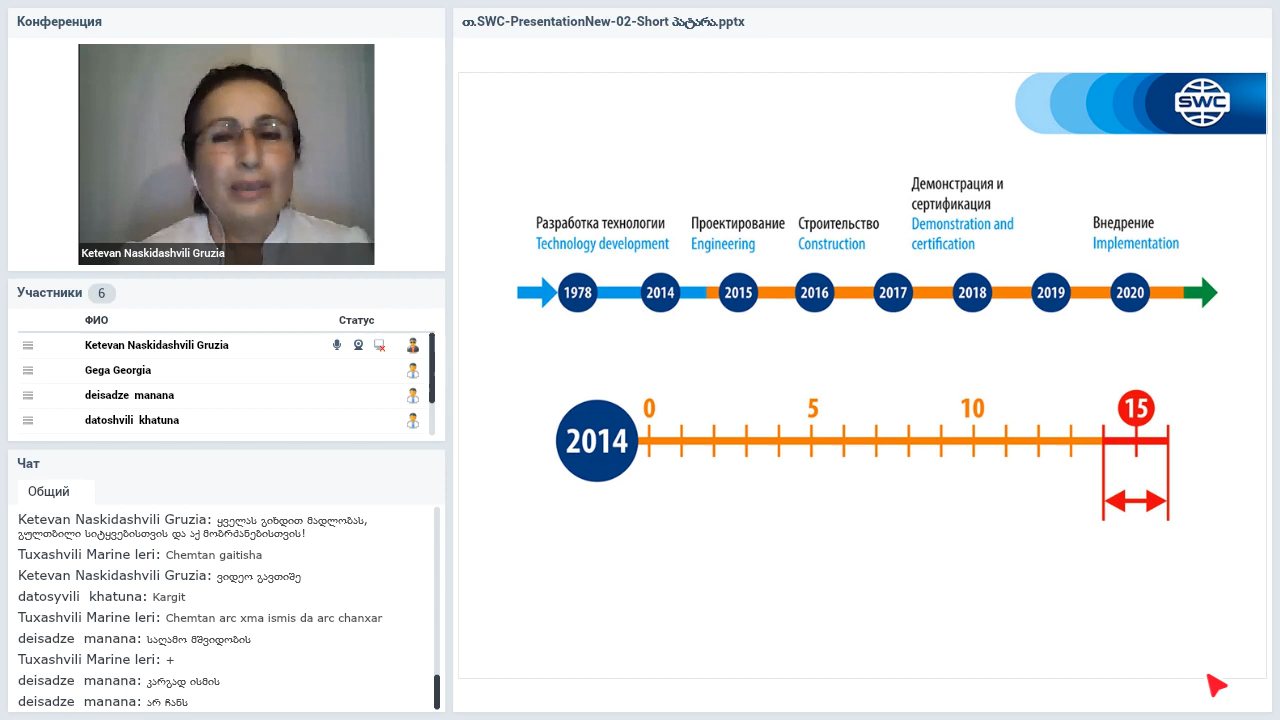 Конференция
Ketevan Naskidashvili Gruzia
Участники 6
ФИО Статус
Ketevan Naskidashvili Gruzia
Gega Georgia
deisadze manana
datoshvili khatuna
Чат
Общий
Ketevan Naskidashvili Gruzia: ყველას გიხდით მადლობას,
გულთბილი სიტყვებისთვის და აქ მობრძანებისთვის!
Tuxashvili Marine leri: Chemtan gaitisha
Ketevan Naskidashvili Gruzia: ვიდეო გავთიშე
datosyvili khatuna: Kargit
Tuxashvili Marine leri: Chemtan arc xma ismis da arc chanxar
deisadze manana: საღამო მშვიდობის
Tuxashvili Marine leri: +
deisadze manana: კარგად ისმის
deisadze manana: არ ჩანს
თ.SWC-PresentationNew-02-Short პატარა.pptx
SWC
Разработка технологии
Technology development
Проектирование
Engineering
Строительство
Construction
Демонстрация и
сертификация
Demonstration and
certification
Внедрение
Implementation
1978 2014 2015 2016 2017 2018 2019 2020
0 5 10 15
2014